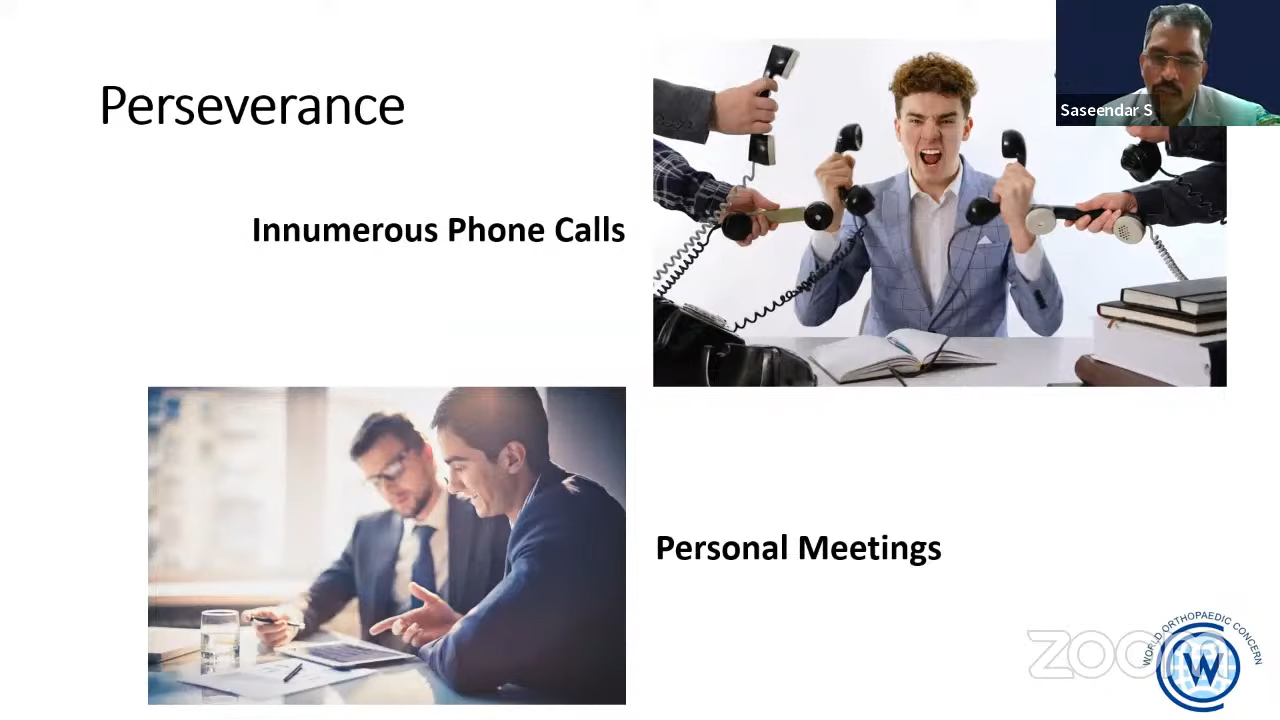 Perseverance
Saseendar S
Innumerous Phone Calls
Personal Meetings
zoom
WORLD ORTHOPAEDIC CONCERN
W